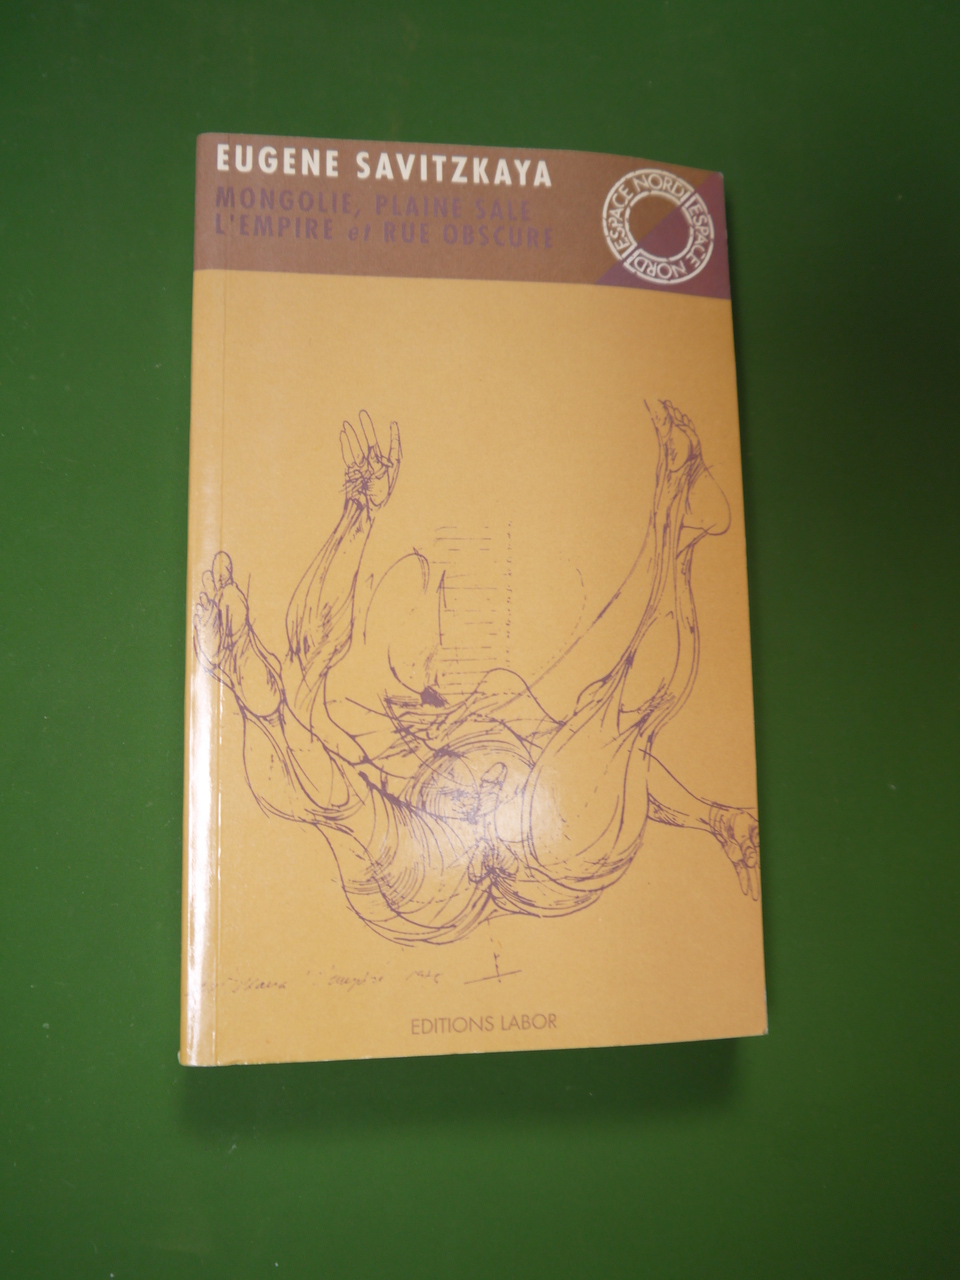 EUGENE SAVITZKAYA
MONGOLIE, PLAINE SALE
L'EMPIRE et RUE OBSCURE
ESPACE NORD
ESPACE NORD
EDITIONS LABOR